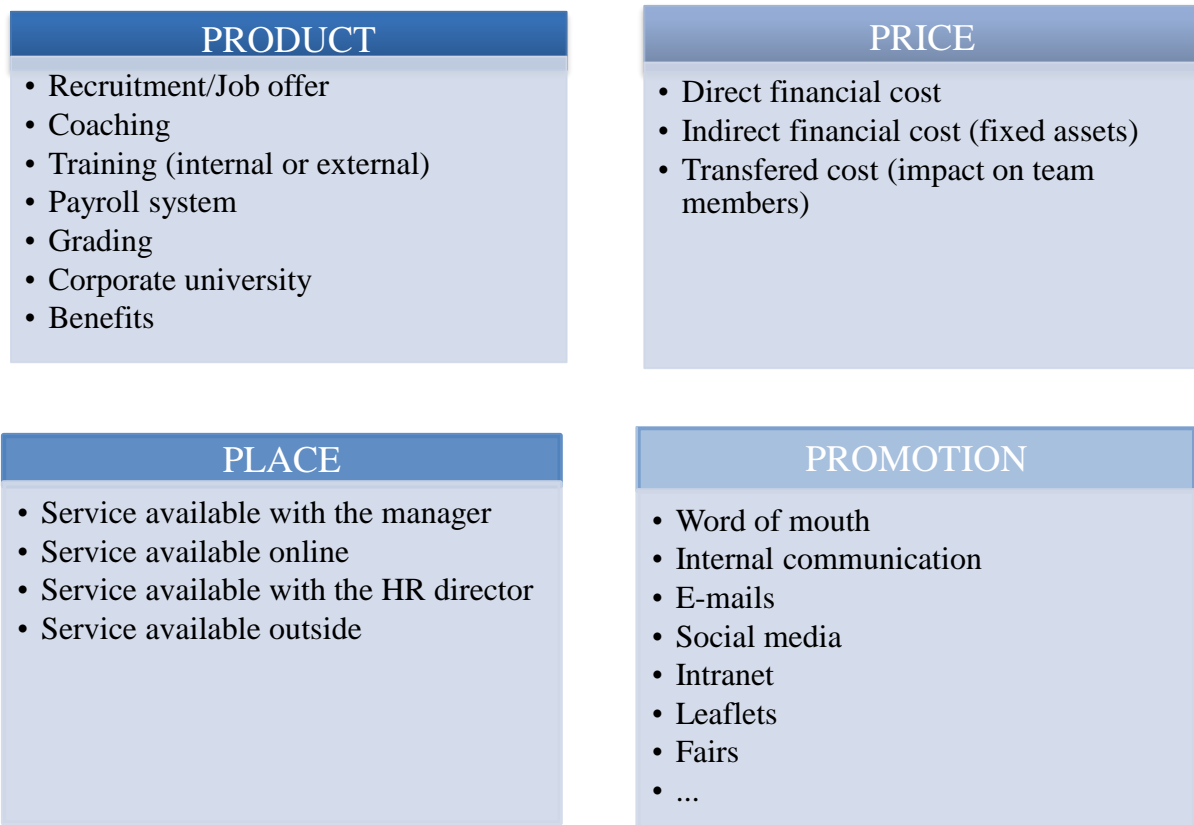 PRODUCT
• Recruitment/Job offer
• Coaching
• Training (internal or external)
• Payroll system
• Grading
• Corporate university
• Benefits
PRICE
• Direct financial cost
• Indirect financial cost (fixed assets)
• Transfered cost (impact on team
members)
PLACE
• Service available with the manager
• Service available online
• Service available with the HR director
• Service available outside
PROMOTION
• Word of mouth
• Internal communication
• E-mails
• Social media
• Intranet
• Leaflets
• Fairs
• ...